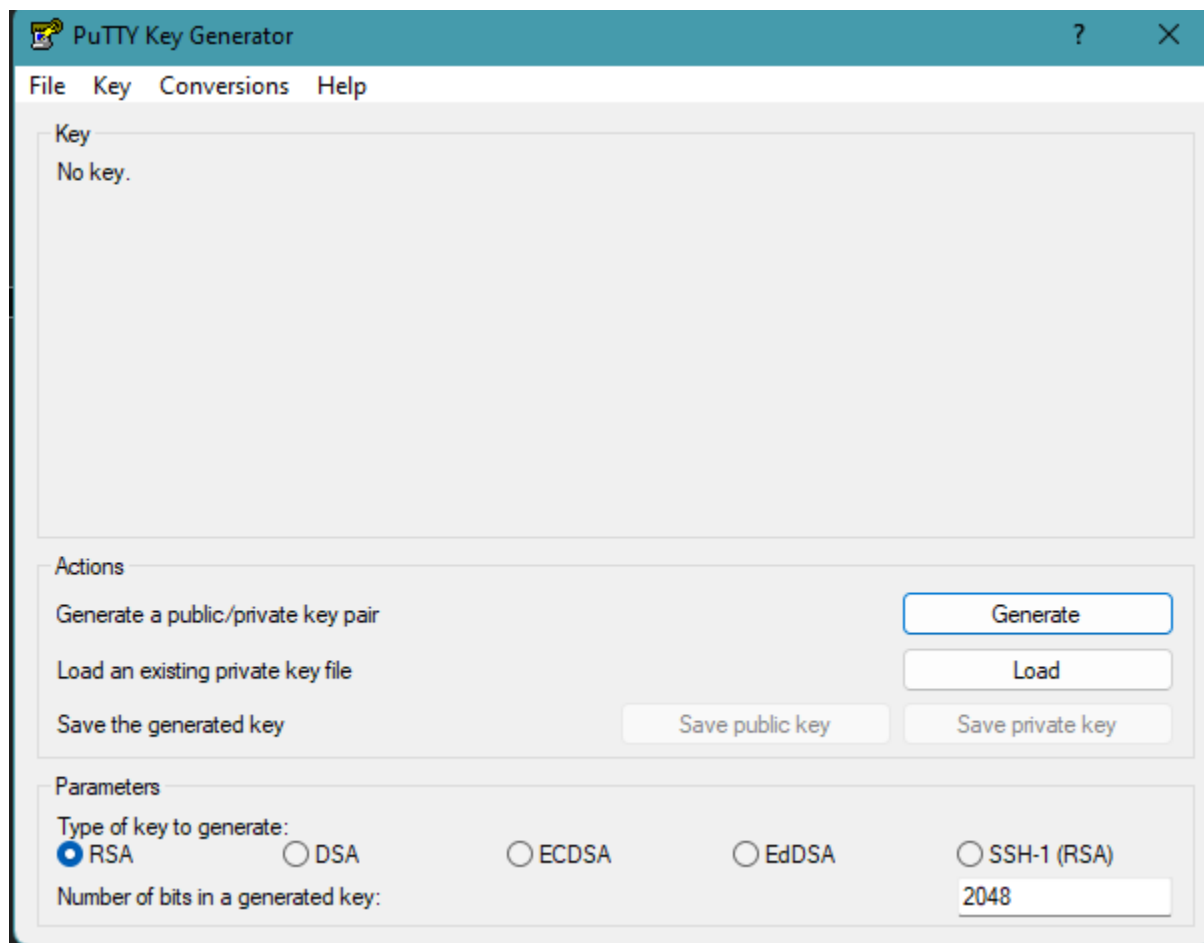 PuTTY Key Generator ?
File Key Conversions Help
Key
No key.
Actions
Generate a public/private key pair Generate
Load an existing private key file Load
Save the generated key Save public key Save private key
Parameters
Type of key to generate:
RSA DSA ECDSA EdDSA SSH-1 (RSA)
Number of bits in a generated key: 2048